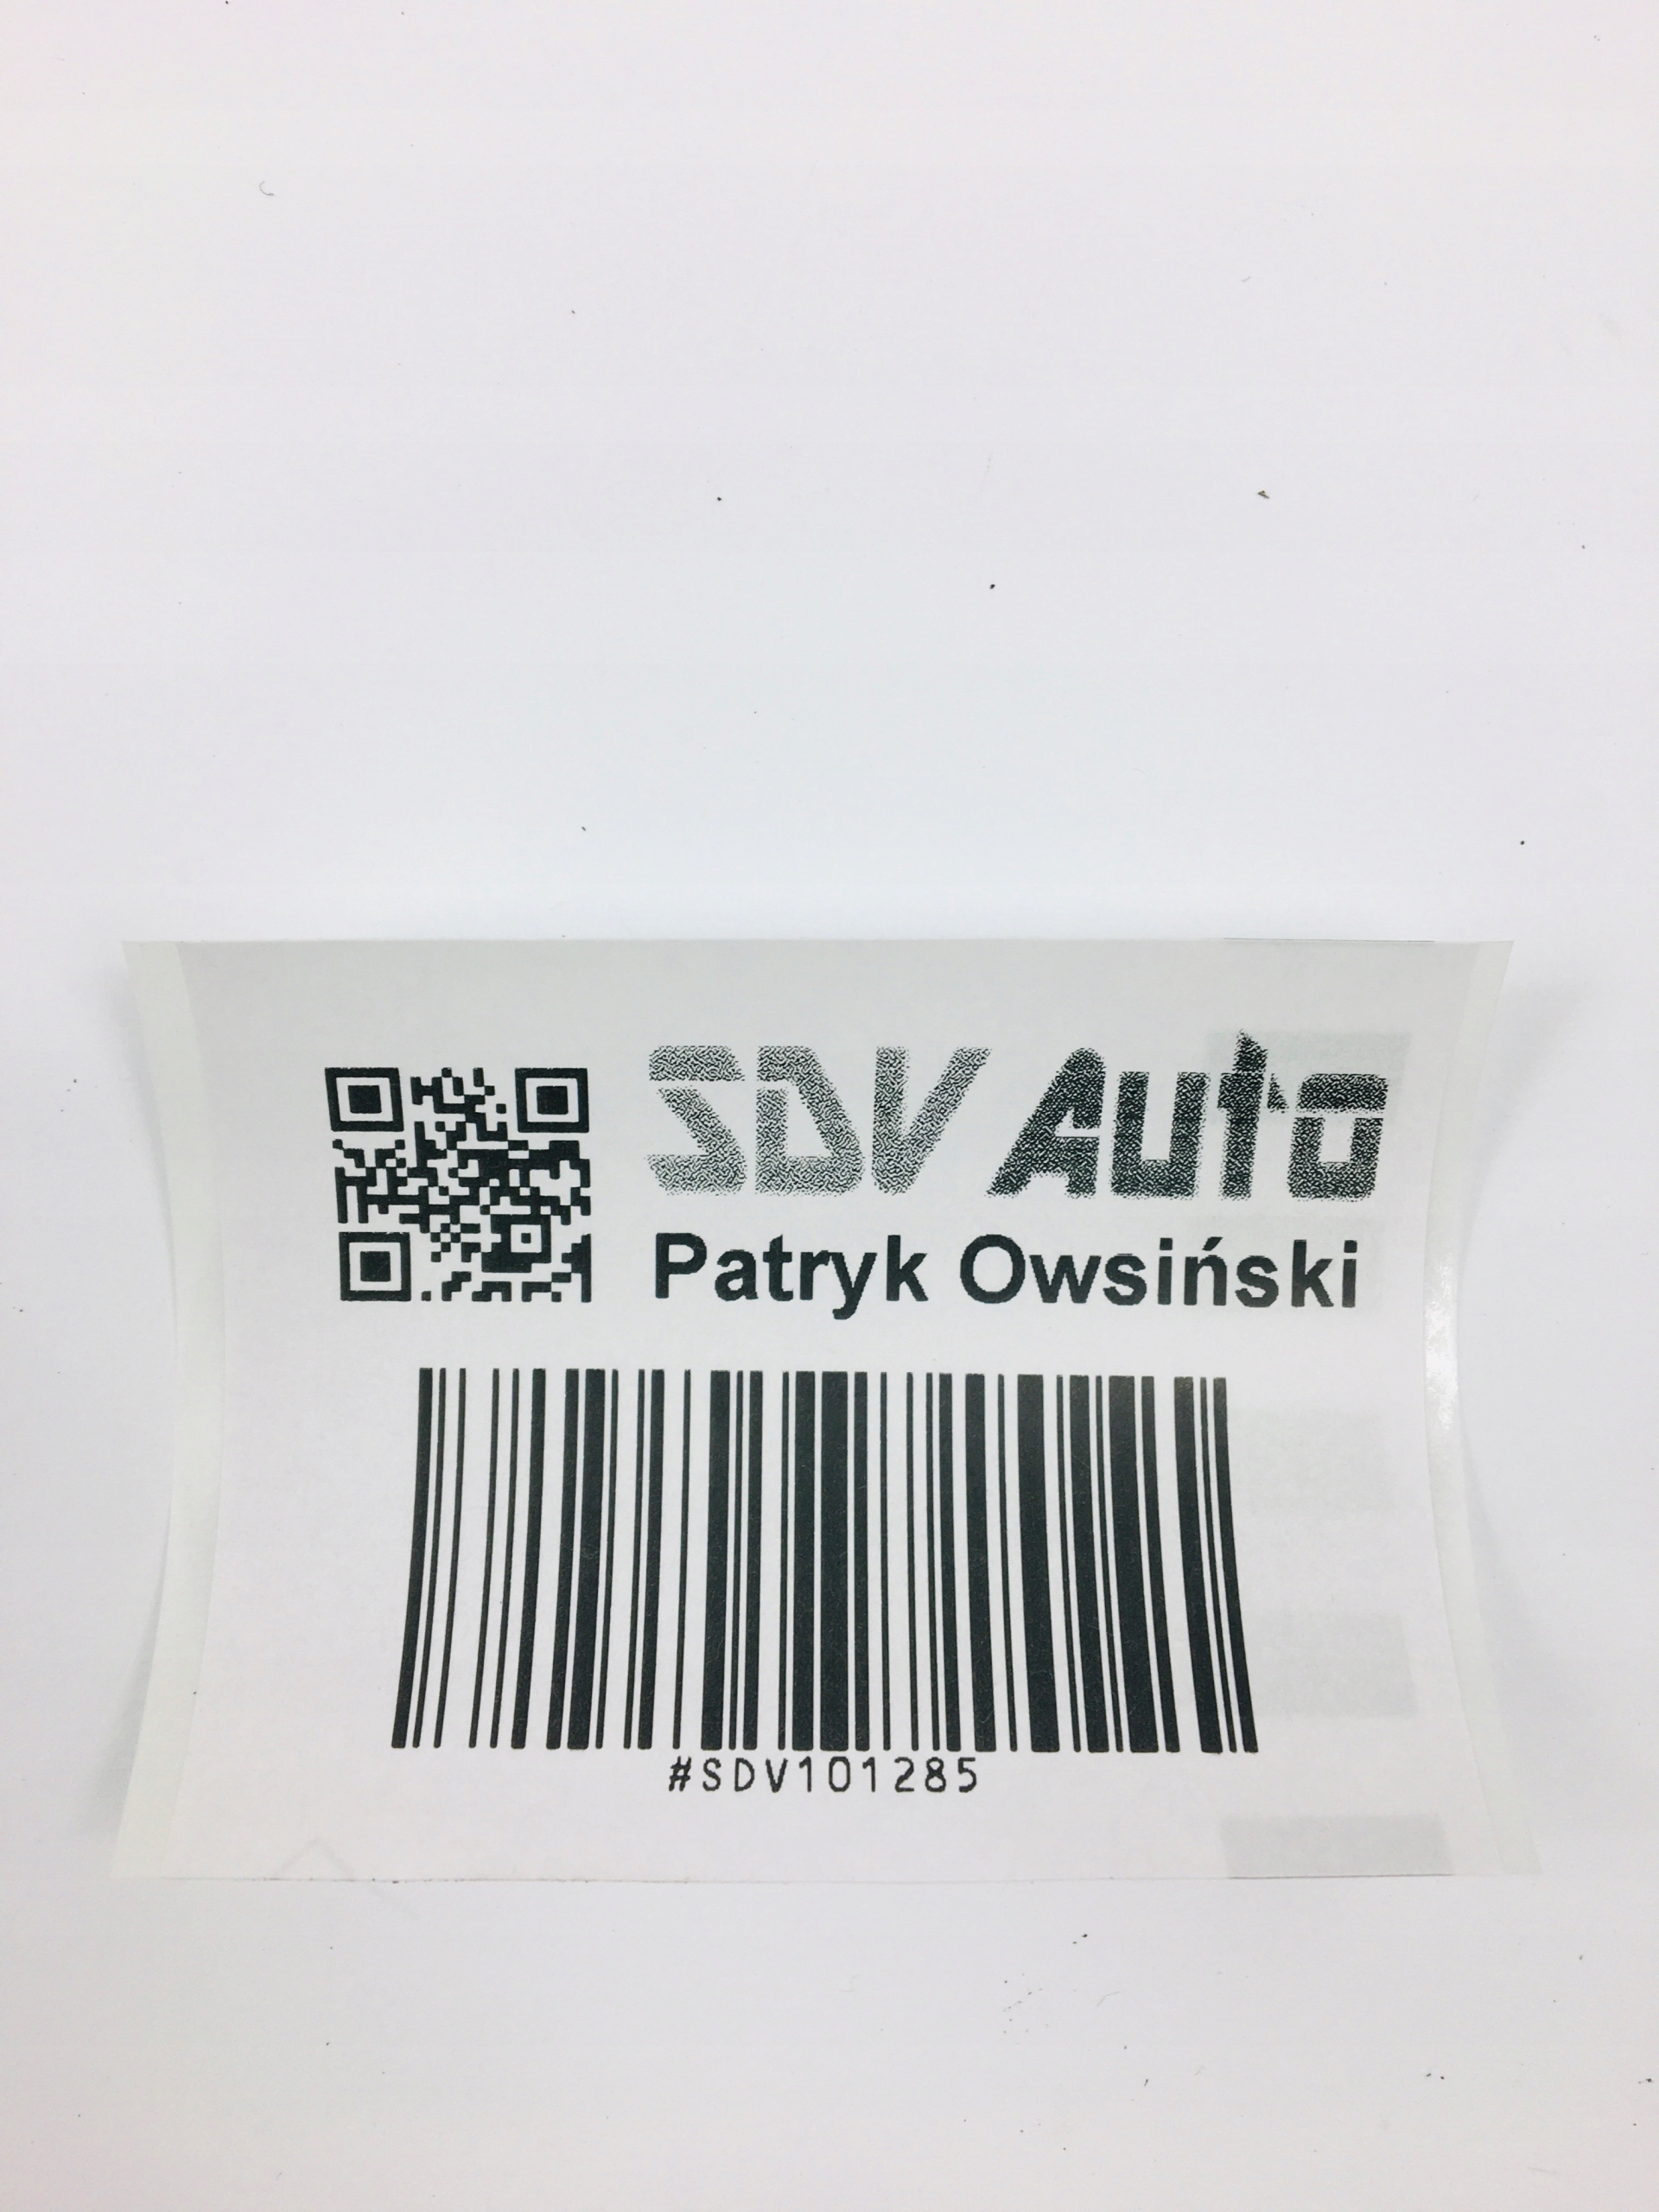 SDV Auto
Patryk Owsiński
#SDV101285